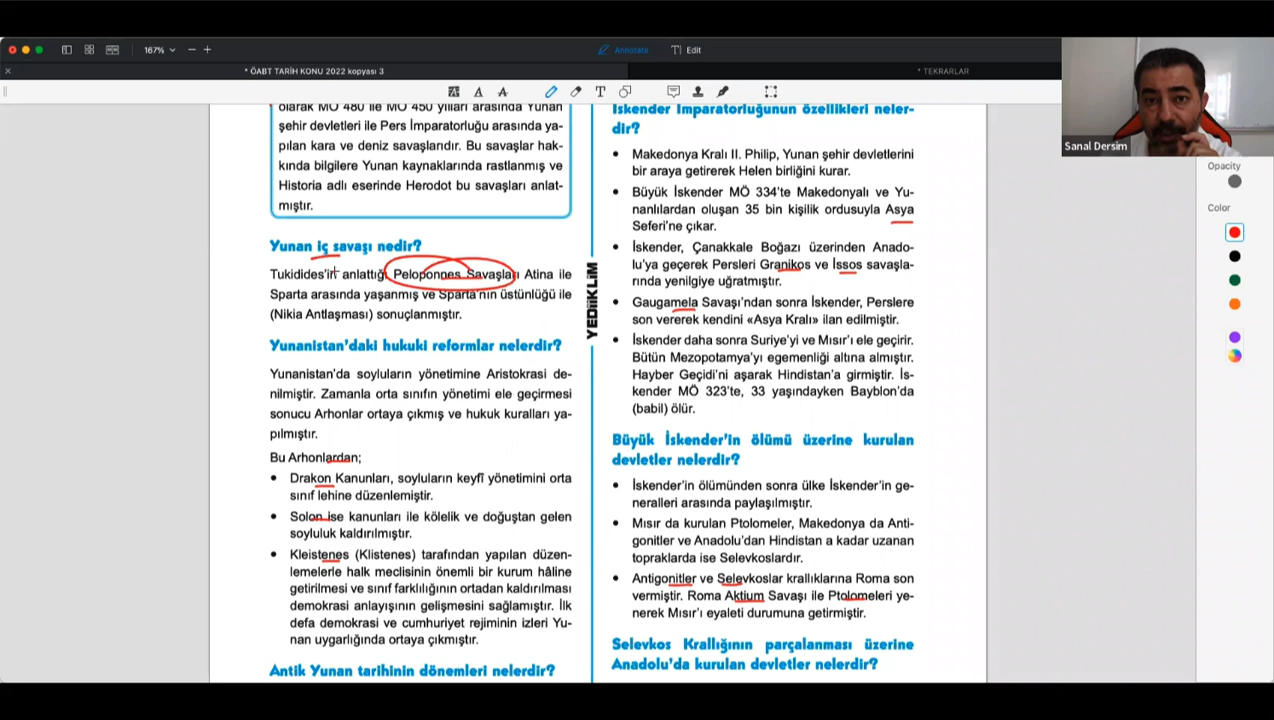 167%
Annotate
Edit
* ÖABT TARİH KONU 2022 kopyası 3
* TEKRARLAR
Sanal Dersim
Opacity
Color
olarak MÖ 480 ile MÖ 450 yılları arasında Yunan
şehir devletleri ile Pers İmparatorluğu arasında ya-
pılan kara ve deniz savaşlarıdır. Bu savaşlar hak-
kında bilgilere Yunan kaynaklarında rastlanmış ve
Historia adlı eserinde Herodot bu savaşları anlat-
mıştır.
Yunan iç savaşı nedir?
Tukidides'in anlattığı Peloponnes Savaşları Atina ile
Sparta arasında yaşanmış ve Sparta'nın üstünlüğü ile
(Nikia Antlaşması) sonuçlanmıştır.
Yunanistan'daki hukuki reformlar nelerdir?
Yunanistan'da soyluların yönetimine Aristokrasi de-
nilmiştir. Zamanla orta sınıfın yönetimi ele geçirmesi
sonucu Arhonlar ortaya çıkmış ve hukuk kuralları ya-
pılmıştır.
Bu Arhonlardan;
• Drakon Kanunları, soyluların keyfî yönetimini orta
sınıf lehine düzenlemiştir.
• Solon ise kanunları ile kölelik ve doğuştan gelen
soyluluk kaldırılmıştır.
• Kleistenes (Klistenes) tarafından yapılan düzen-
lemelerle halk meclisinin önemli bir kurum hâline
getirilmesi ve sınıf farklılığının ortadan kaldırılması
demokrasi anlayışının gelişmesini sağlamıştır. İlk
defa demokrasi ve cumhuriyet rejiminin izleri Yu-
nan uygarlığında ortaya çıkmıştır.
Antik Yunan tarihinin dönemleri nelerdir?
YEDİİKLİM
İskender İmparatorluğunun özellikleri neler-
dir?
• Makedonya Kralı II. Philip, Yunan şehir devletlerini
bir araya getirerek Helen birliğini kurar.
• Büyük İskender MÖ 334'te Makedonyalı ve Yu-
nanlılardan oluşan 35 bin kişilik ordusuyla Asya
Seferi'ne çıkar.
• İskender, Çanakkale Boğazı üzerinden Anado-
lu'ya geçerek Persleri Granikos ve İssos savaşla-
rında yenilgiye uğratmıştır.
• Gaugamela Savaşı'ndan sonra İskender, Perslere
son vererek kendini «Asya Kralı» ilan edilmiştir.
• İskender daha sonra Suriye'yi ve Mısır'ı ele geçirir.
Bütün Mezopotamya'yı egemenliği altına almıştır.
Hayber Geçidi'ni aşarak Hindistan'a girmiştir. İs-
kender MÖ 323'te, 33 yaşındayken Bayblon'da
(babil) ölür.
Büyük İskender'in ölümü üzerine kurulan
devletler nelerdir?
• İskender'in ölümünden sonra ülke İskender'in ge-
neralleri arasında paylaşılmıştır.
• Mısır da kurulan Ptolomeler, Makedonya da Anti-
gonitler ve Anadolu'dan Hindistan a kadar uzanan
topraklarda ise Selevkoslardır.
• Antigonitler ve Selevkoslar krallıklarına Roma son
vermiştir. Roma Aktium Savaşı ile Ptolomeleri ye-
nerek Mısır'ı eyaleti durumuna getirmiştir.
Selevkos Krallığının parçalanması üzerine
Anadolu'da kurulan devletler nelerdir?